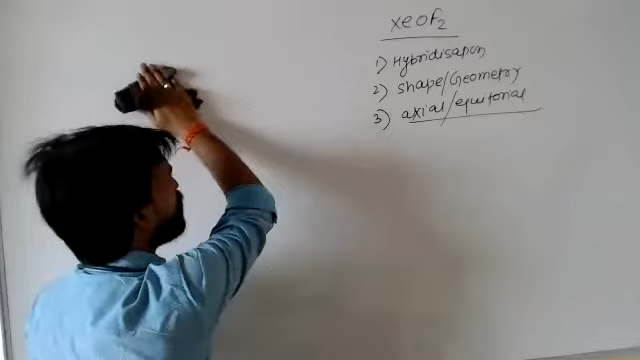 XeOF2
1) Hybridisation
2) shape/Geometry
3) axial/equitorial